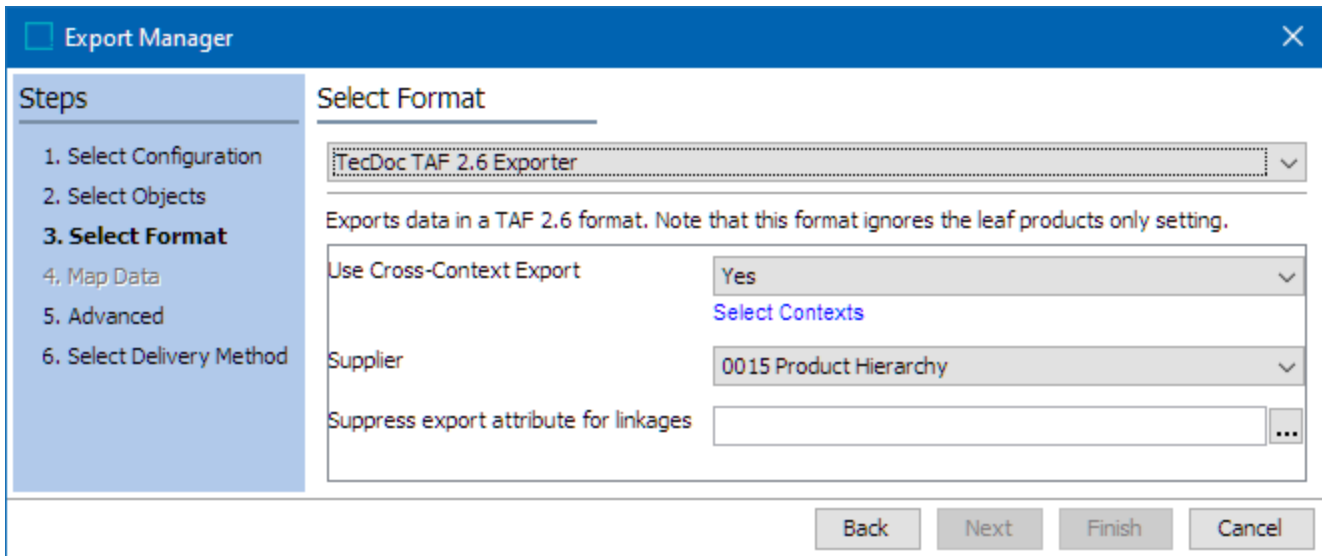 Export Manager
Steps
1. Select Configuration
2. Select Objects
3. Select Format
4. Map Data
5. Advanced
6. Select Delivery Method
Select Format
TecDoc TAF 2.6 Exporter
Exports data in a TAF 2.6 format. Note that this format ignores the leaf products only setting.
Use Cross-Context Export
Yes
Select Contexts
Supplier
0015 Product Hierarchy
Suppress export attribute for linkages
...
Back
Next
Finish
Cancel